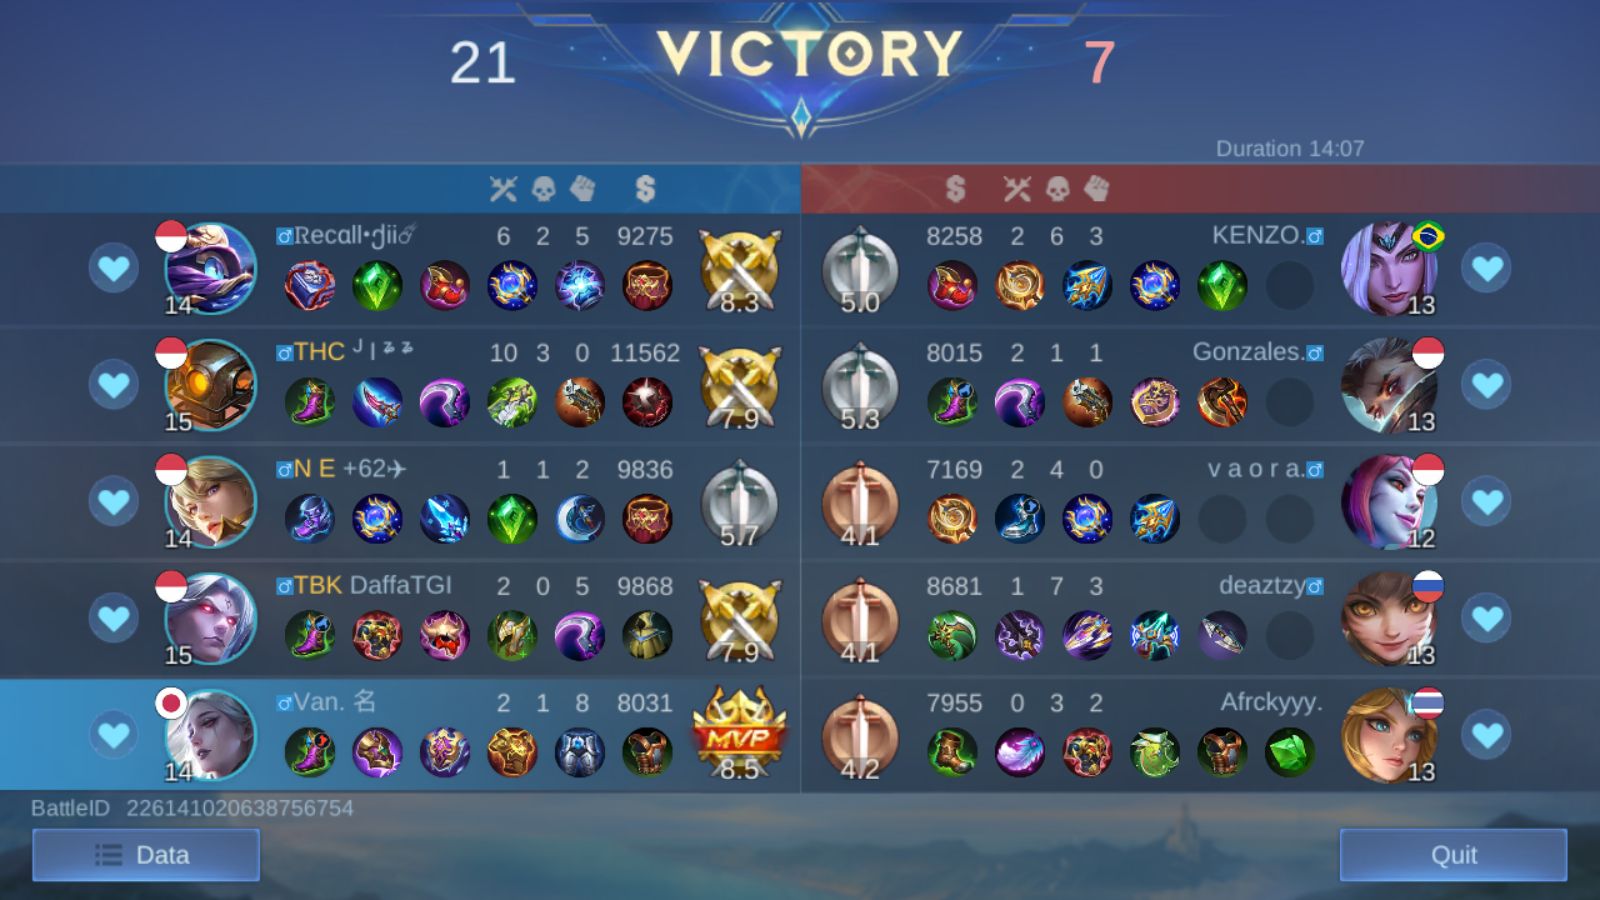 21 VICTORY 7
Duration 14:07
Recall•Jii 6 2 5 9275 8.3 5.0 8258 2 6 3 KENZO.
14 13
THC 10 3 0 11562 7.9 5.3 8015 2 1 1 Gonzales.
15 13
N E +62✈ 1 1 2 9836 5.7 4.1 7169 2 4 0 v a o r a.
14 12
TBK DaffaTGI 2 0 5 9868 7.9 4.1 8681 1 7 3 deaztzy
15 13
Van. 名 2 1 8 8031 MVP 8.5 4.2 7955 0 3 2 Afrckyyy.
14 13
BattleID 226141020638756754
Data Quit